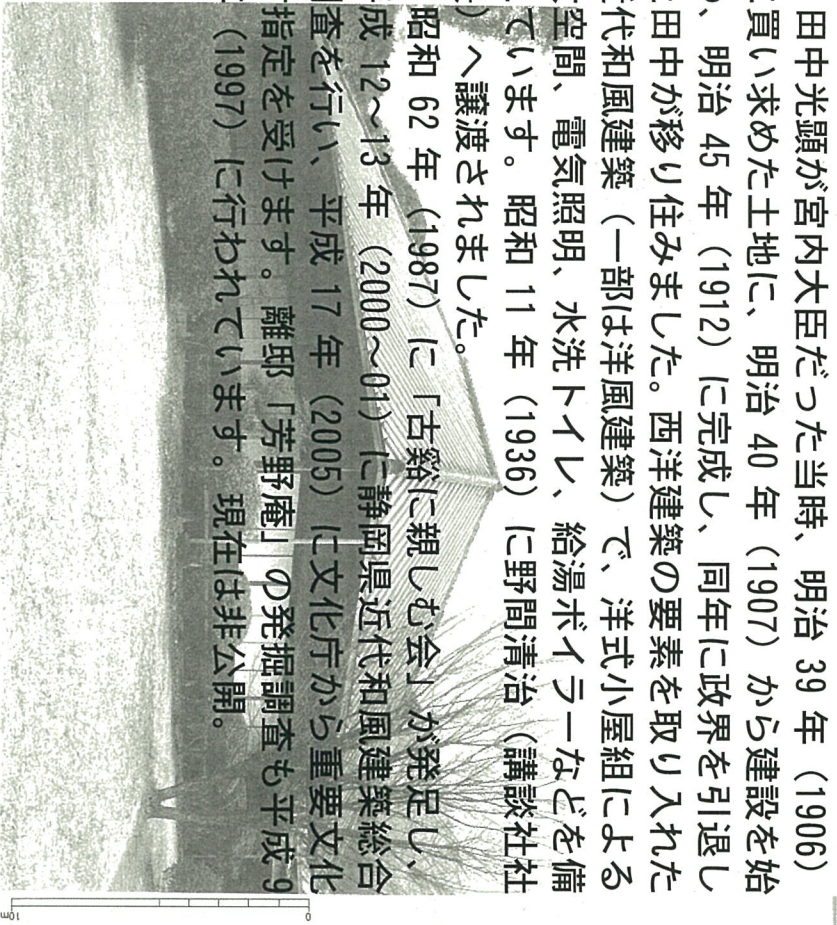 田中光顕が宮内大臣だった当時、明治 39 年（1906）
買い求めた土地に、明治 40 年（1907）から建設を始
、明治 45 年（1912）に完成し、同年に政界を引退し
田中が移り住みました。西洋建築の要素を取り入れた
代和風建築（一部は洋風建築）で、洋式小屋組による
空間、電気照明、水洗トイレ、給湯ボイラーなどを備
ています。昭和 11 年（1936）に野間清治（講談社社
）へ譲渡されました。
昭和 62 年（1987）に「古谿に親しむ会」が発足し、
成 12～13 年（2000～01）に静岡県近代和風建築総合
査を行い、平成 17 年（2005）に文化庁から重要文化
指定を受けます。離邸「芳野庵」の発掘調査も平成 9
（1997）に行われています。現在は非公開。
0
10m